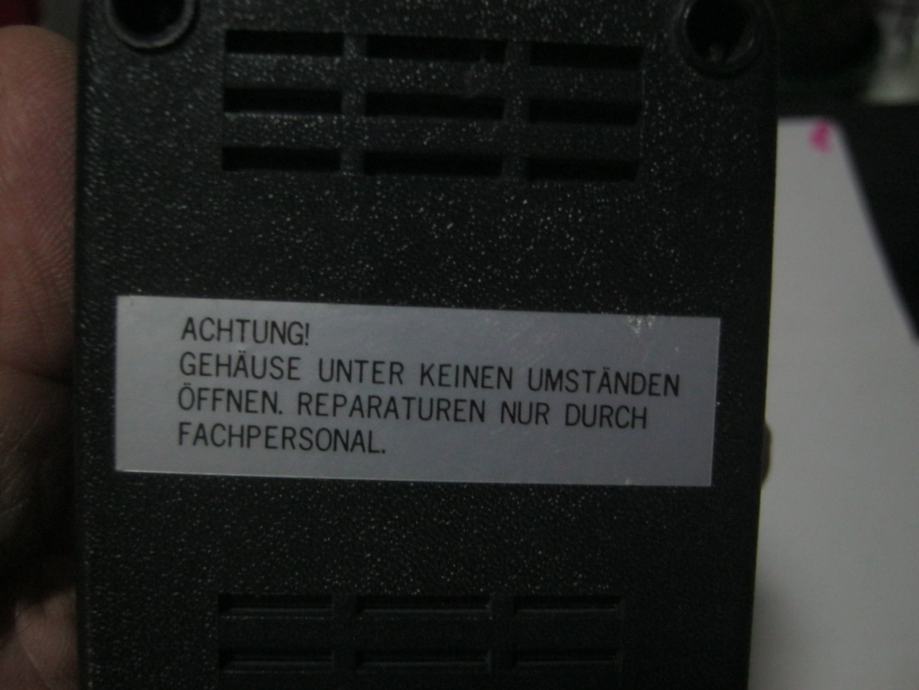 ACHTUNG!
GEHÄUSE UNTER KEINEN UMSTÄNDEN
ÖFFNEN. REPARATUREN NUR DURCH
FACHPERSONAL.